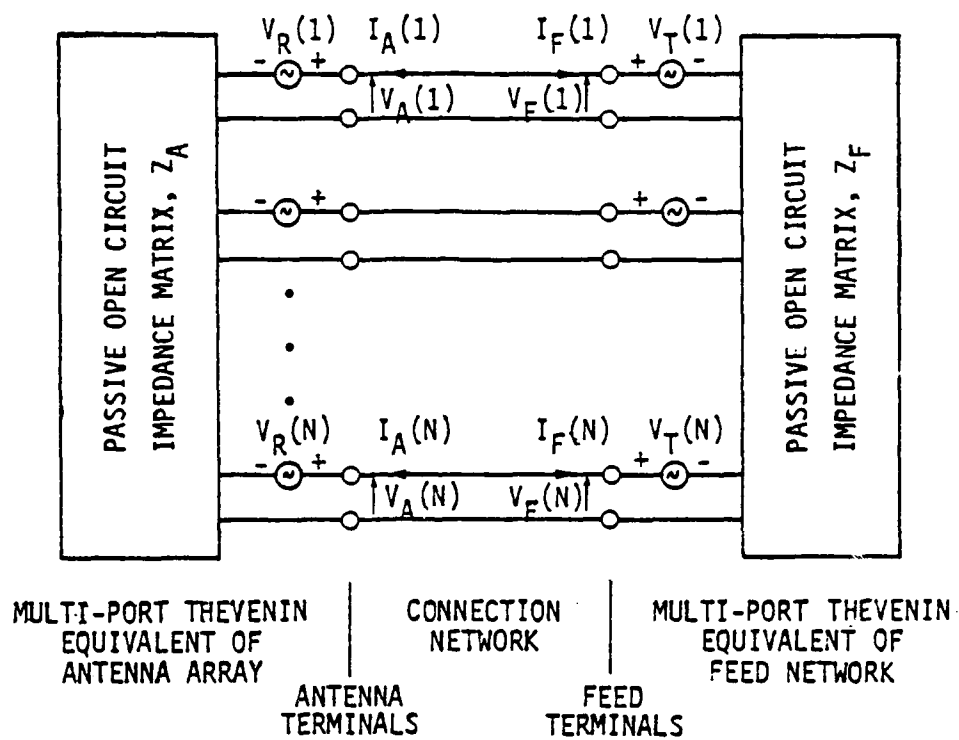 V_R(1) I_A(1) I_F(1) V_T(1)
- + + -
V_A(1) V_F(1)
PASSIVE OPEN CIRCUIT
IMPEDANCE MATRIX, Z_A
- + + -
PASSIVE OPEN CIRCUIT
IMPEDANCE MATRIX, Z_F
V_R(N) I_A(N) I_F(N) V_T(N)
- + + -
V_A(N) V_F(N)
MULTI-PORT THEVENIN
EQUIVALENT OF
ANTENNA ARRAY
CONNECTION
NETWORK
MULTI-PORT THEVENIN
EQUIVALENT OF
FEED NETWORK
ANTENNA
TERMINALS
FEED
TERMINALS